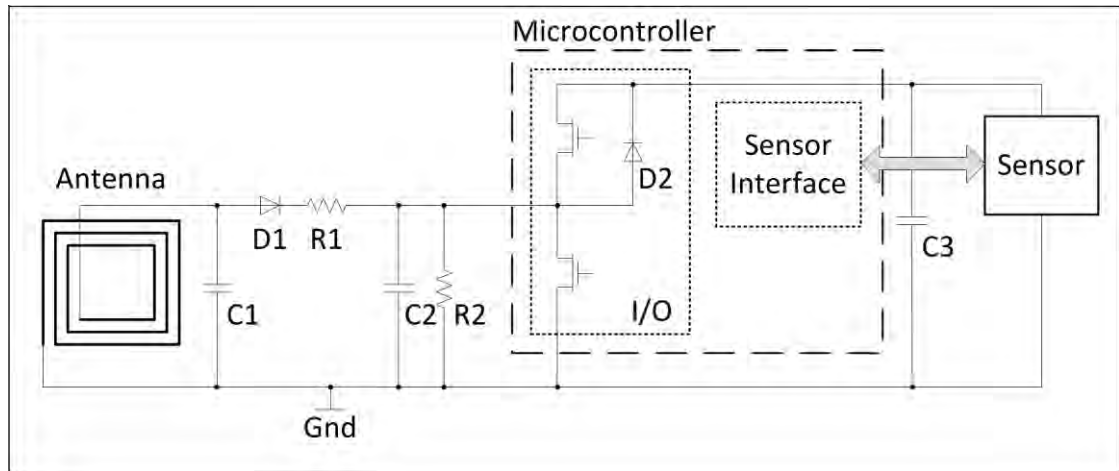 Microcontroller
Antenna
D1
R1
C1
C2
R2
D2
I/O
Sensor
Interface
Sensor
C3
Gnd